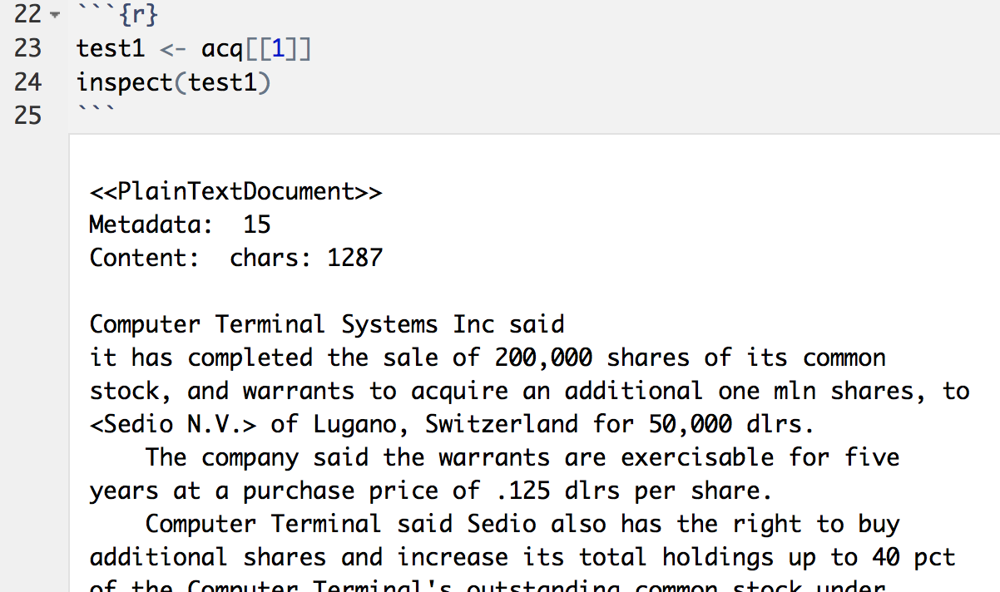 22 ```{r}
23 test1 <- acq[[1]]
24 inspect(test1)
25 ```
<<PlainTextDocument>>
Metadata:  15
Content:  chars: 1287
Computer Terminal Systems Inc said
it has completed the sale of 200,000 shares of its common
stock, and warrants to acquire an additional one mln shares, to
<Sedio N.V.> of Lugano, Switzerland for 50,000 dlrs.
    The company said the warrants are exercisable for five
years at a purchase price of .125 dlrs per share.
    Computer Terminal said Sedio also has the right to buy
additional shares and increase its total holdings up to 40 pct
of the Computer Terminal's outstanding common stock under